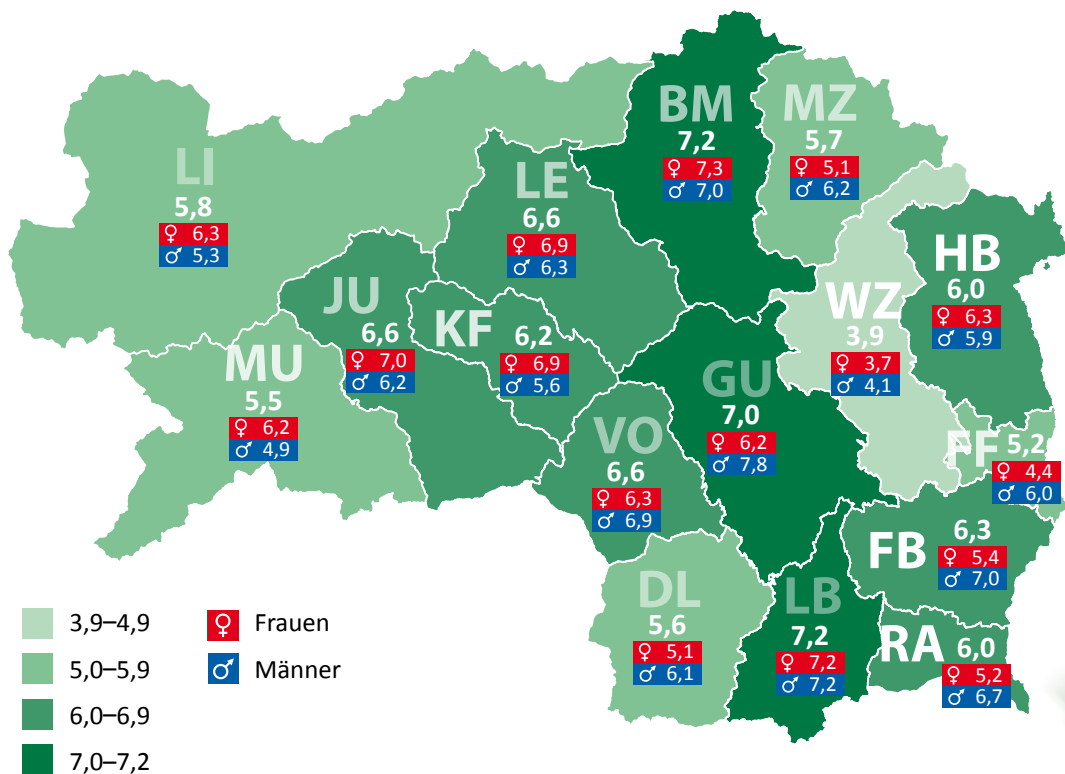 BM
7,2
♀ 7,3
♂ 7,0
MZ
5,7
♀ 5,1
♂ 6,2
LI
5,8
♀ 6,3
♂ 5,3
LE
6,6
♀ 6,9
♂ 6,3
HB
6,0
♀ 6,3
♂ 5,9
WZ
3,9
♀ 3,7
♂ 4,1
JU
6,6
♀ 7,0
♂ 6,2
KF
6,2
♀ 6,9
♂ 5,6
MU
5,5
♀ 6,2
♂ 4,9
GU
7,0
♀ 6,2
♂ 7,8
VO
6,6
♀ 6,3
♂ 6,9
FF
5,2
♀ 4,4
♂ 6,0
FB
6,3
♀ 5,4
♂ 7,0
DL
5,6
♀ 5,1
♂ 6,1
LB
7,2
♀ 7,2
♂ 7,2
RA
6,0
♀ 5,2
♂ 6,7
3,9–4,9
5,0–5,9
6,0–6,9
7,0–7,2
♀ Frauen
♂ Männer